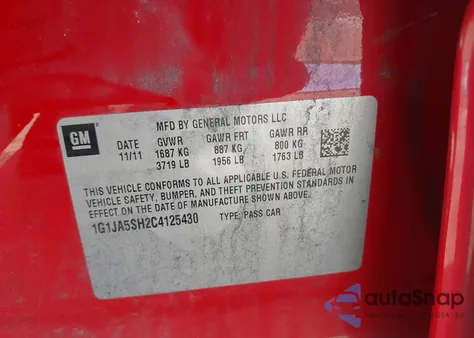 GM
MFD BY GENERAL MOTORS LLC
DATE GVWR GAWR FRT GAWR RR
11/11 1687 KG 887 KG 800 KG
3719 LB 1956 LB 1763 LB
THIS VEHICLE CONFORMS TO ALL APPLICABLE U.S. FEDERAL MOTOR
VEHICLE SAFETY, BUMPER, AND THEFT PREVENTION STANDARDS IN
EFFECT ON THE DATE OF MANUFACTURE SHOWN ABOVE.
1G1JA5SH2C4125430 TYPE: PASS CAR
autoSnap